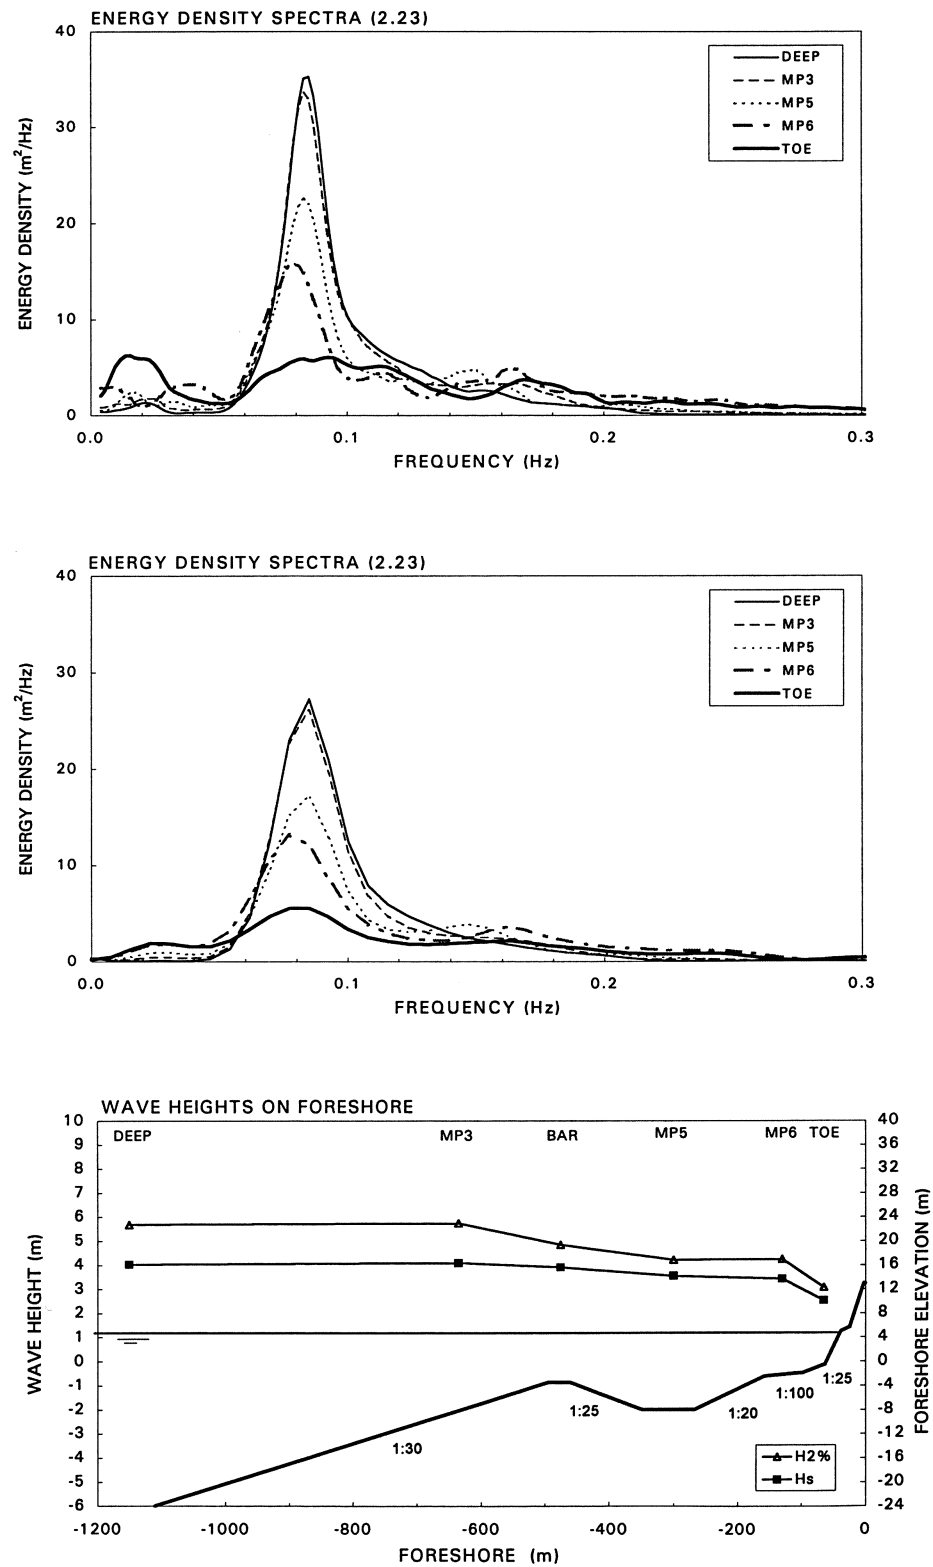 ENERGY DENSITY SPECTRA (2.23)
40
30
20
10
0
ENERGY DENSITY (m²/Hz)
DEEP
MP3
MP5
MP6
TOE
0.0 0.1 0.2 0.3
FREQUENCY (Hz)
ENERGY DENSITY SPECTRA (2.23)
40
30
20
10
0
ENERGY DENSITY (m²/Hz)
DEEP
MP3
MP5
MP6
TOE
0.0 0.1 0.2 0.3
FREQUENCY (Hz)
WAVE HEIGHTS ON FORESHORE
DEEP MP3 BAR MP5 MP6 TOE
10 40
9 36
8 32
7 28
6 24
5 20
4 16
3 12
2 8
1 4
0 0
-1 -4
-2 -8
-3 -12
-4 -16
-5 -20
-6 -24
WAVE HEIGHT (m)
FORESHORE ELEVATION (m)
1:30
1:25
1:20
1:100
1:25
H2%
Hs
-1200 -1000 -800 -600 -400 -200 0
FORESHORE (m)